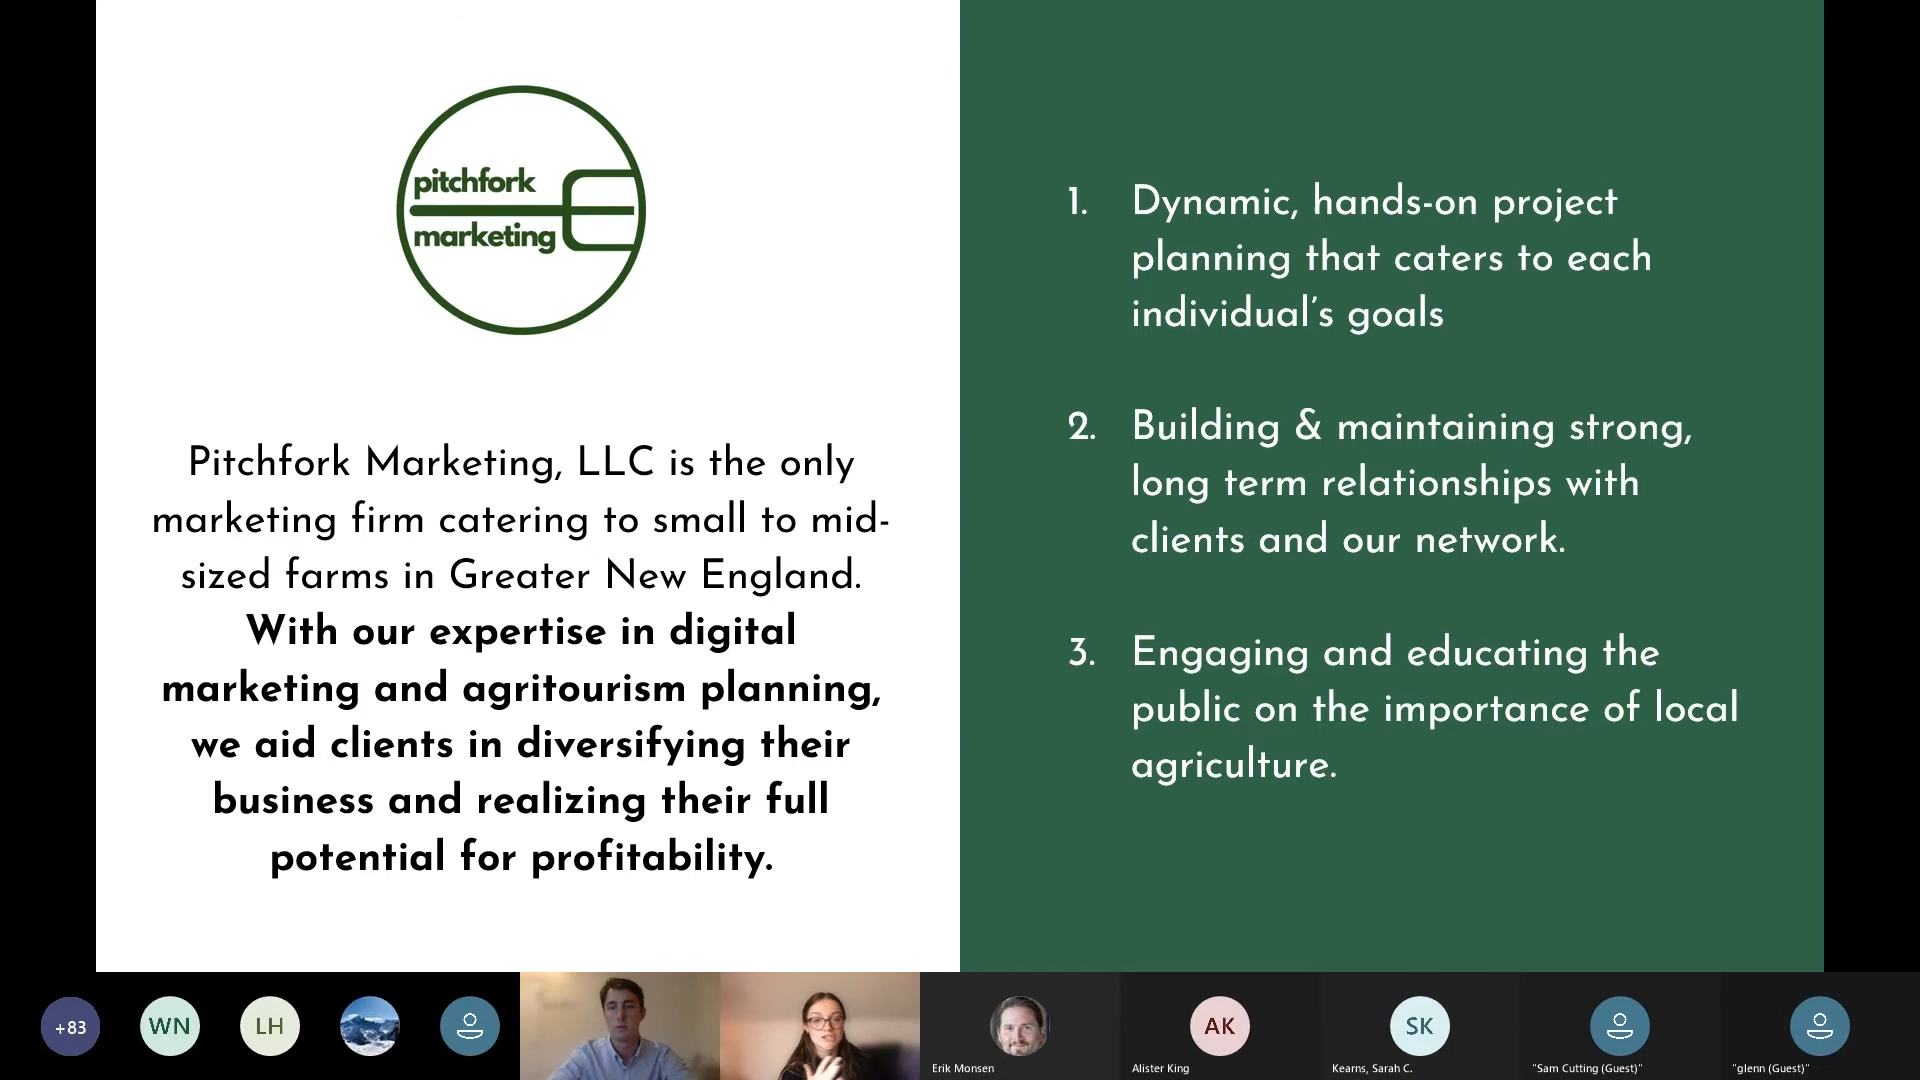 pitchfork
marketing
Pitchfork Marketing, LLC is the only
marketing firm catering to small to mid-
sized farms in Greater New England.
With our expertise in digital
marketing and agritourism planning,
we aid clients in diversifying their
business and realizing their full
potential for profitability.
1. Dynamic, hands-on project
planning that caters to each
individual’s goals
2. Building & maintaining strong,
long term relationships with
clients and our network.
3. Engaging and educating the
public on the importance of local
agriculture.
+83
WN
LH
Erik Monsen
AK
Alister King
SK
Kearns, Sarah C.
"Sam Cutting (Guest)"
"glenn (Guest)"